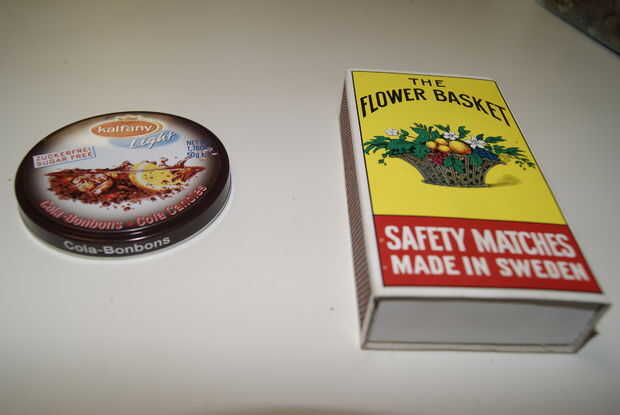 kalfany
Light
ZUCKERFREI
SUGAR FREE
50g e
Cola-Bonbons · Cola Candies
Cola-Bonbons
THE
FLOWER BASKET
SAFETY MATCHES
MADE IN SWEDEN